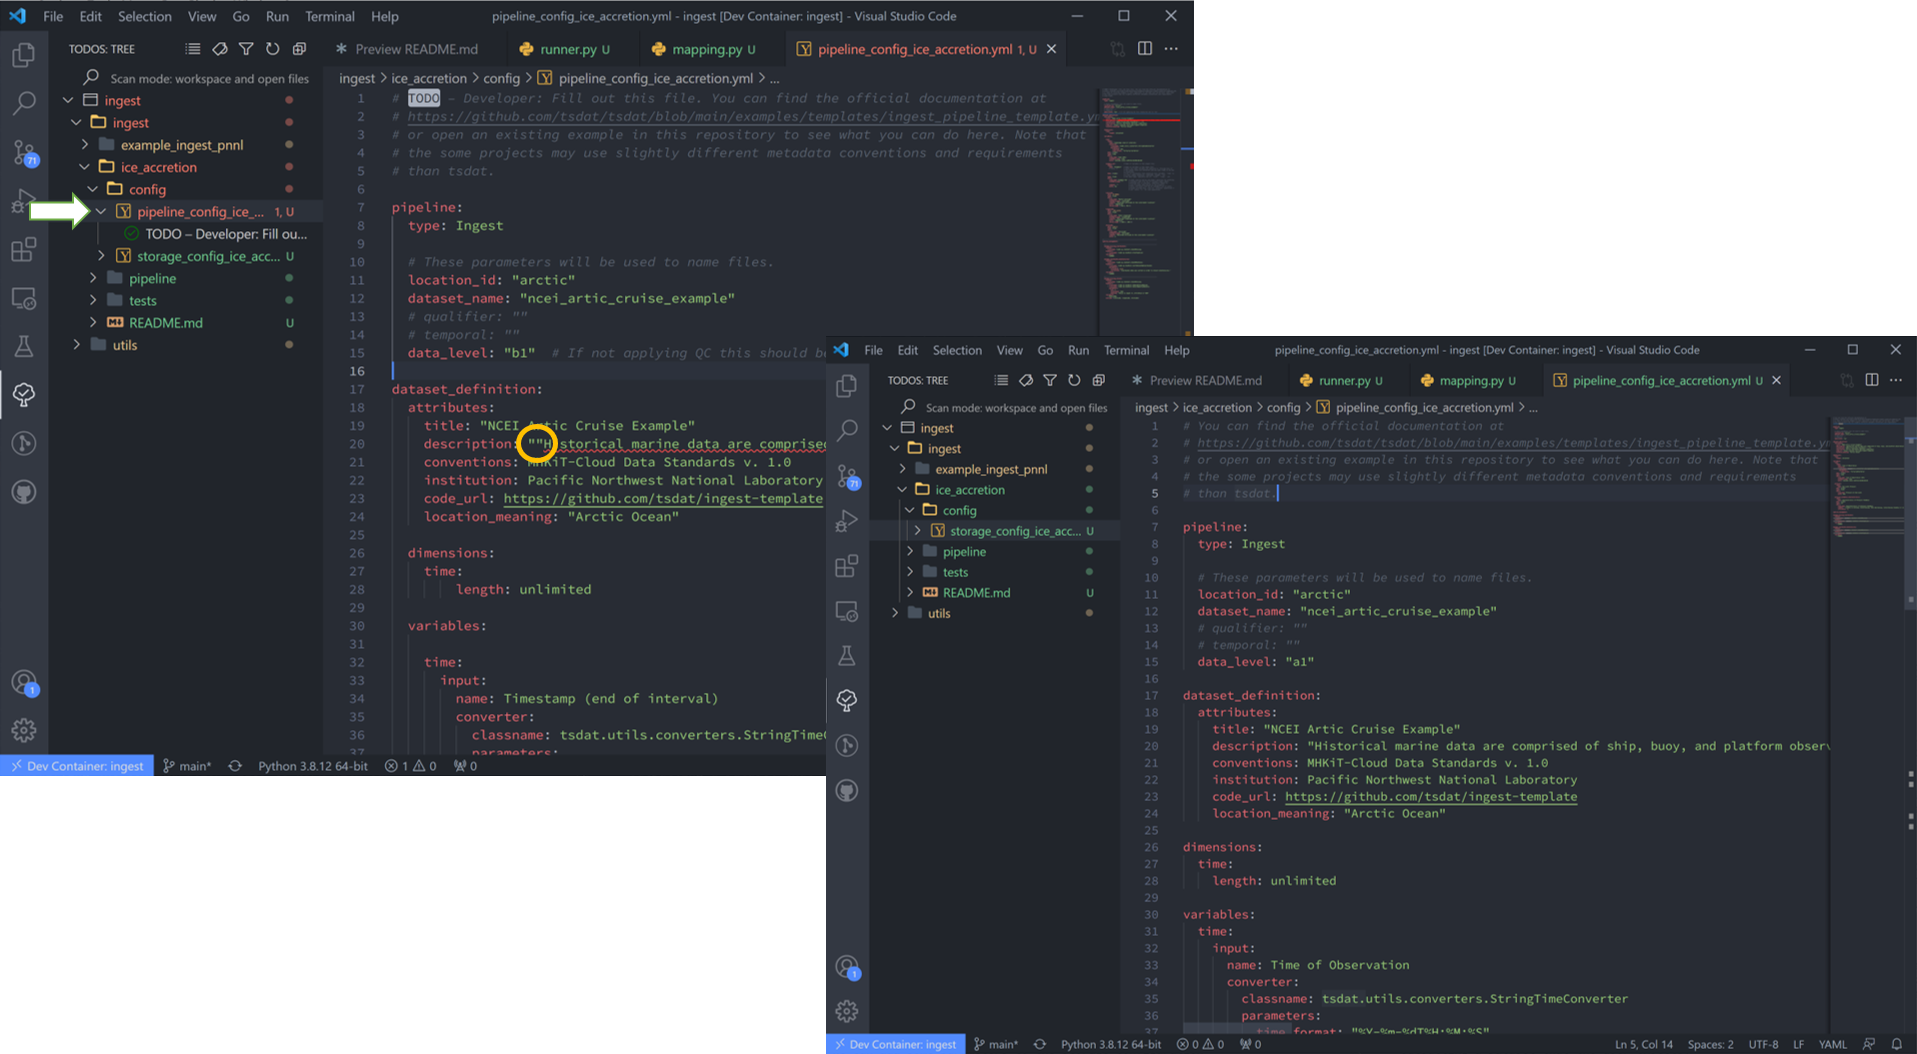 File Edit Selection View Go Run Terminal Help pipeline_config_ice_accretion.yml - ingest [Dev Container: ingest] - Visual Studio Code
TODOS: TREE
Scan mode: workspace and open files
ingest
ingest
example_ingest_pnnl
ice_accretion
config
pipeline_config_ice_... 1, U
TODO – Developer: Fill ou...
storage_config_ice_acc... U
pipeline
tests
README.md U
utils
71
1
Preview README.md runner.py U mapping.py U pipeline_config_ice_accretion.yml 1, U
ingest > ice_accretion > config > pipeline_config_ice_accretion.yml > ...
1 # TODO - Developer: Fill out this file. You can find the official documentation at
2 # https://github.com/tsdat/tsdat/blob/main/examples/templates/ingest_pipeline_template.ym
3 # or open an existing example in this repository to see what you can do here. Note that
4 # the some projects may use slightly different metadata conventions and requirements
5 # than tsdat.
6
7 pipeline:
8 type: Ingest
9
10 # These parameters will be used to name files.
11 location_id: "arctic"
12 dataset_name: "ncei_artic_cruise_example"
13 # qualifier: ""
14 # temporal: ""
15 data_level: "b1" # If not applying QC this should be
16
17 dataset_definition:
18 attributes:
19 title: "NCEI Artic Cruise Example"
20 description: ""Historical marine data are comprised
21 conventions: MHKiT-Cloud Data Standards v. 1.0
22 institution: Pacific Northwest National Laboratory
23 code_url: https://github.com/tsdat/ingest-template
24 location_meaning: "Arctic Ocean"
25
26 dimensions:
27 time:
28 length: unlimited
29
30 variables:
31
32 time:
33 input:
34 name: Timestamp (end of interval)
35 converter:
36 classname: tsdat.utils.converters.StringTimeC
37 parameters:
Dev Container: ingest main* Python 3.8.12 64-bit 1 0 0
File Edit Selection View Go Run Terminal Help pipeline_config_ice_accretion.yml - ingest [Dev Container: ingest] - Visual Studio Code
TODOS: TREE
Scan mode: workspace and open files
ingest
ingest
example_ingest_pnnl
ice_accretion
config
storage_config_ice_acc... U
pipeline
tests
README.md U
utils
71
1
Preview README.md runner.py U mapping.py U pipeline_config_ice_accretion.yml U
ingest > ice_accretion > config > pipeline_config_ice_accretion.yml > ...
1 # You can find the official documentation at
2 # https://github.com/tsdat/tsdat/blob/main/examples/templates/ingest_pipeline_template.ym
3 # or open an existing example in this repository to see what you can do here. Note that
4 # the some projects may use slightly different metadata conventions and requirements
5 # than tsdat.
6
7 pipeline:
8 type: Ingest
9
10 # These parameters will be used to name files.
11 location_id: "arctic"
12 dataset_name: "ncei_artic_cruise_example"
13 # qualifier: ""
14 # temporal: ""
15 data_level: "a1"
16
17 dataset_definition:
18 attributes:
19 title: "NCEI Artic Cruise Example"
20 description: "Historical marine data are comprised of ship, buoy, and platform observ
21 conventions: MHKiT-Cloud Data Standards v. 1.0
22 institution: Pacific Northwest National Laboratory
23 code_url: https://github.com/tsdat/ingest-template
24 location_meaning: "Arctic Ocean"
25
26 dimensions:
27 time:
28 length: unlimited
29
30 variables:
31 time:
32 input:
33 name: Time of Observation
34 converter:
35 classname: tsdat.utils.converters.StringTimeConverter
36 parameters:
37 time_format: "%Y-%m-%dT%H:%M:%S"
Dev Container: ingest main* Python 3.8.12 64-bit 0 0 0 Ln 5, Col 14 Spaces: 2 UTF-8 LF YAML